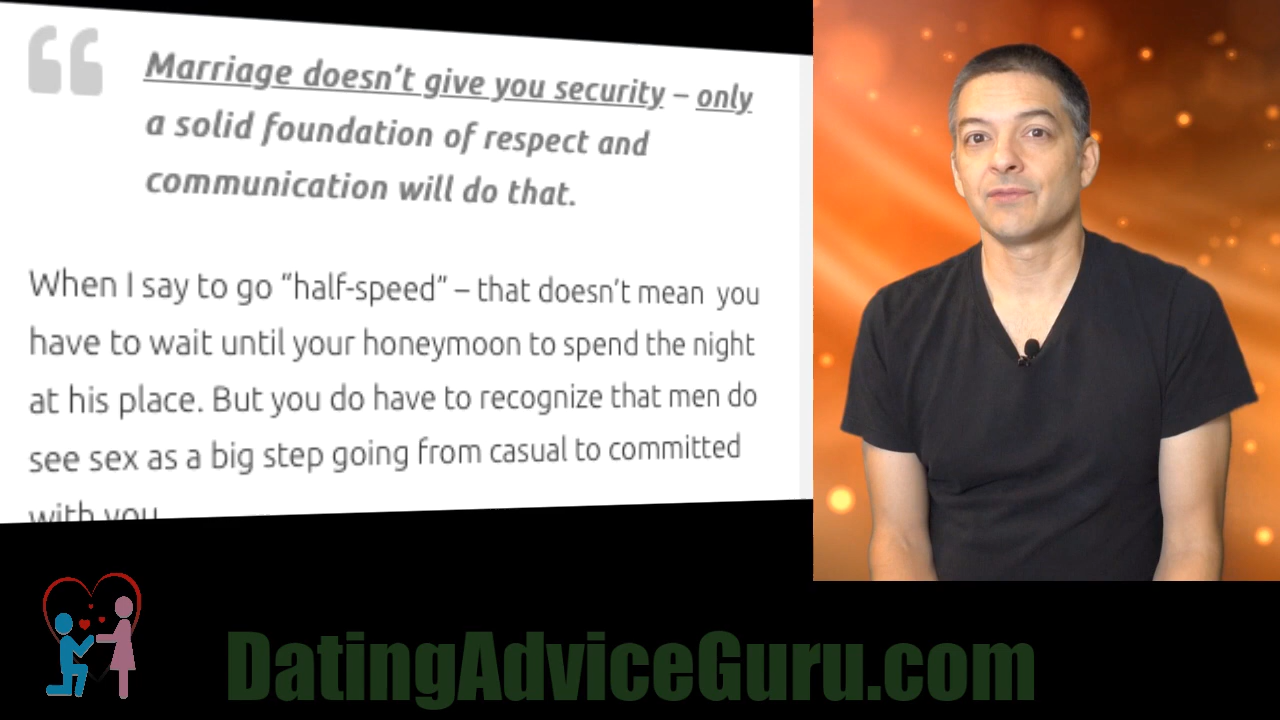 “
Marriage doesn’t give you security – only
a solid foundation of respect and
communication will do that.
When I say to go “half-speed” – that doesn’t mean you
have to wait until your honeymoon to spend the night
at his place. But you do have to recognize that men do
see sex as a big step going from casual to committed
with you
DatingAdviceGuru.com